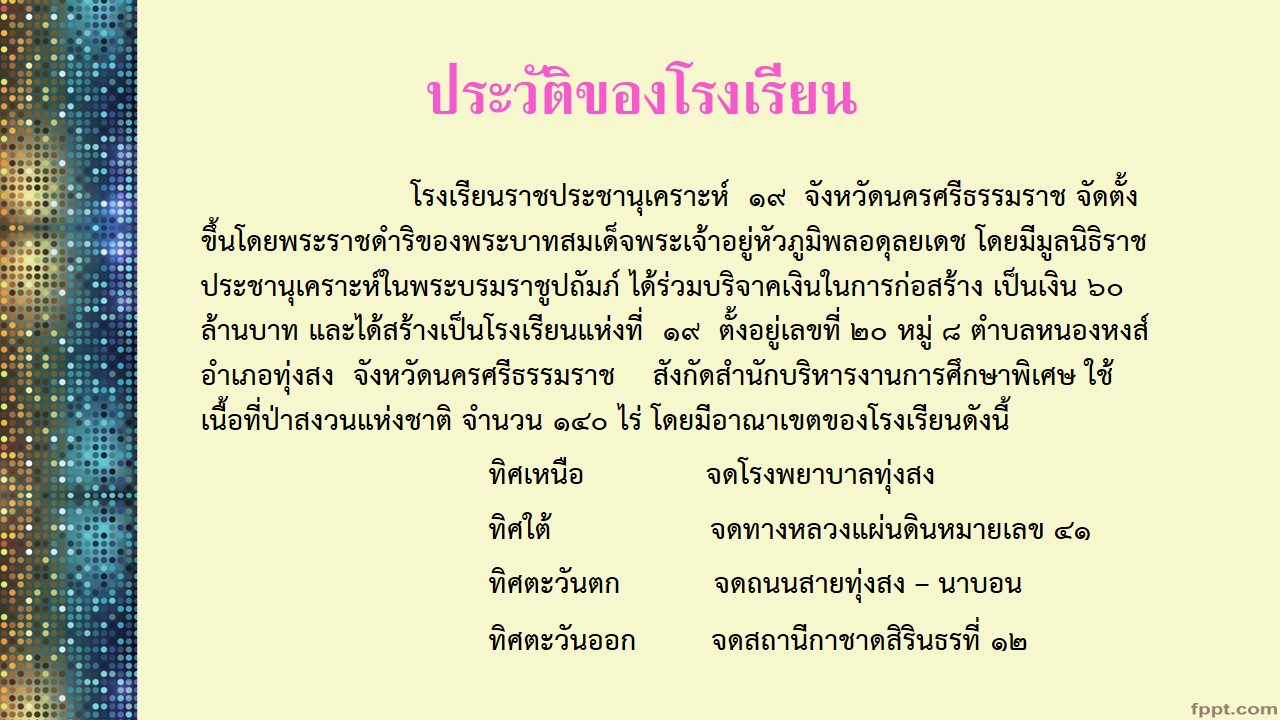 ประวัติของโรงเรียน
โรงเรียนราชประชานุเคราะห์ ๑๙ จังหวัดนครศรีธรรมราช จัดตั้ง
ขึ้นโดยพระราชดำริของพระบาทสมเด็จพระเจ้าอยู่หัวภูมิพลอดุลยเดช โดยมีมูลนิธิราช
ประชานุเคราะห์ในพระบรมราชูปถัมภ์ ได้ร่วมบริจาคเงินในการก่อสร้าง เป็นเงิน ๖๐
ล้านบาท และได้สร้างเป็นโรงเรียนแห่งที่ ๑๙ ตั้งอยู่เลขที่ ๒๐ หมู่ ๘ ตำบลหนองหงส์
อำเภอทุ่งสง จังหวัดนครศรีธรรมราช สังกัดสำนักบริหารงานการศึกษาพิเศษ ใช้
เนื้อที่ป่าสงวนแห่งชาติ จำนวน ๑๔๐ ไร่ โดยมีอาณาเขตของโรงเรียนดังนี้
ทิศเหนือ จดโรงพยาบาลทุ่งสง
ทิศใต้ จดทางหลวงแผ่นดินหมายเลข ๔๑
ทิศตะวันตก จดถนนสายทุ่งสง – นาบอน
ทิศตะวันออก จดสถานีกาชาดสิรินธรที่ ๑๒
fppt.com